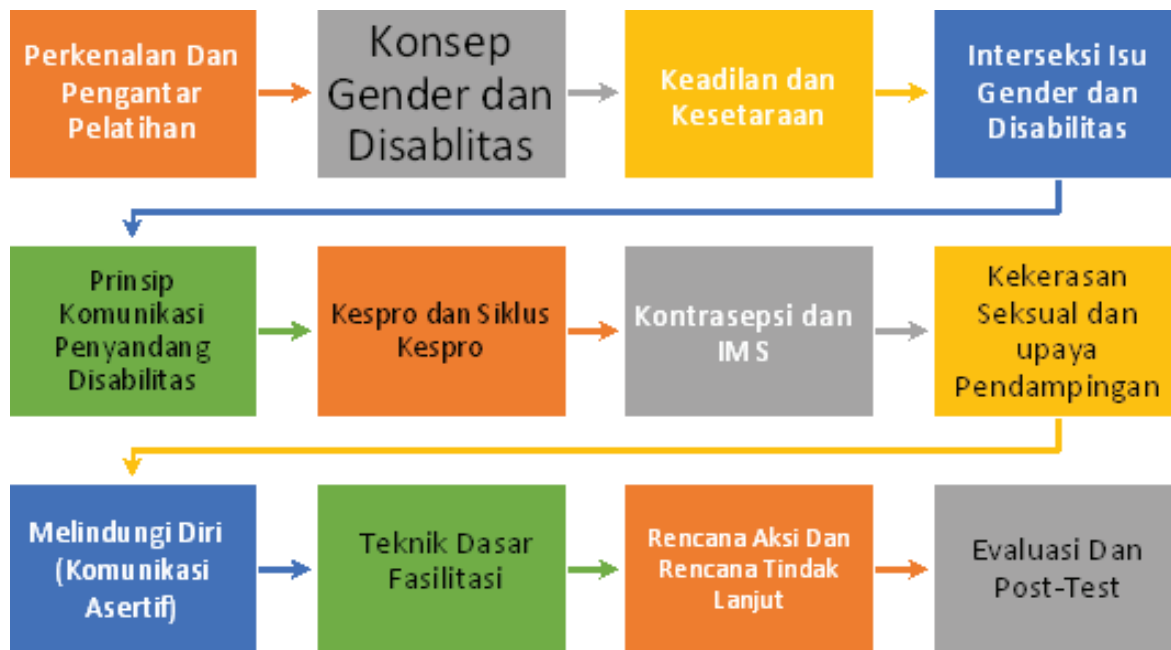 Perkenalan Dan
Pengantar
Pelatihan
Konsep
Gender dan
Disablitas
Keadilan dan
Kesetaraan
Interseksi Isu
Gender dan
Disabilitas
Prinsip
Komunikasi
Penyandang
Disabilitas
Kespro dan Siklus
Kespro
Kontrasepsi dan
IMS
Kekerasan
Seksual dan
upaya
Pendampingan
Melindungi Diri
(Komunikasi
Asertif)
Teknik Dasar
Fasilitasi
Rencana Aksi Dan
Rencana Tindak
Lanjut
Evaluasi Dan
Post-Test